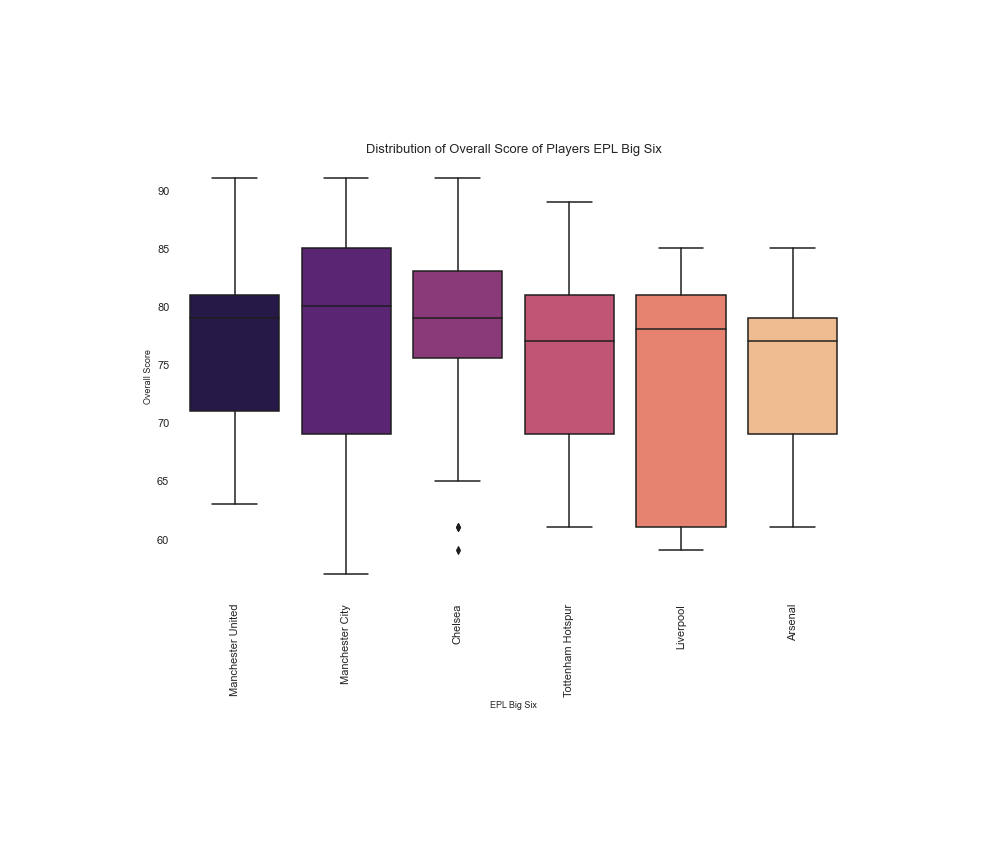 Distribution of Overall Score of Players EPL Big Six
90
85
80
75
70
65
60
Overall Score
Manchester United
Manchester City
Chelsea
Tottenham Hotspur
Liverpool
Arsenal
EPL Big Six